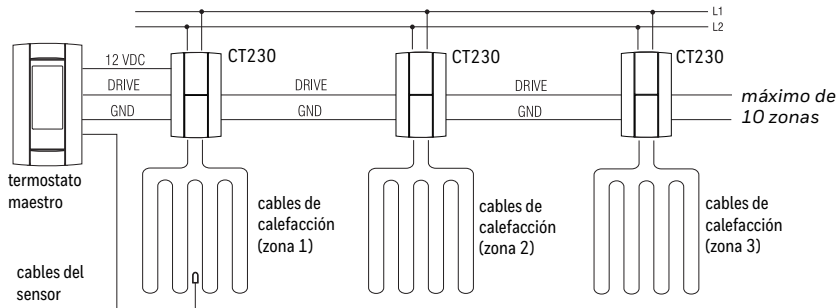 L1
L2
12 VDC
CT230
CT230
CT230
DRIVE
DRIVE
DRIVE
GND
GND
GND
máximo de
10 zonas
termostato
maestro
cables de
calefacción
(zona 1)
cables de
calefacción
(zona 2)
cables de
calefacción
(zona 3)
cables del
sensor